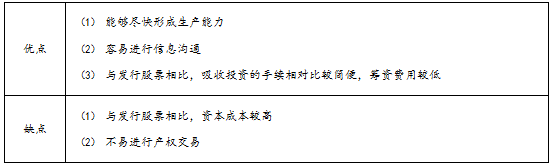 优点
(1) 能够尽快形成生产能力
(2) 容易进行信息沟通
(3) 与发行股票相比，吸收投资的手续相对比较简便，筹资费用较低
缺点
(1) 与发行股票相比，资本成本较高
(2) 不易进行产权交易